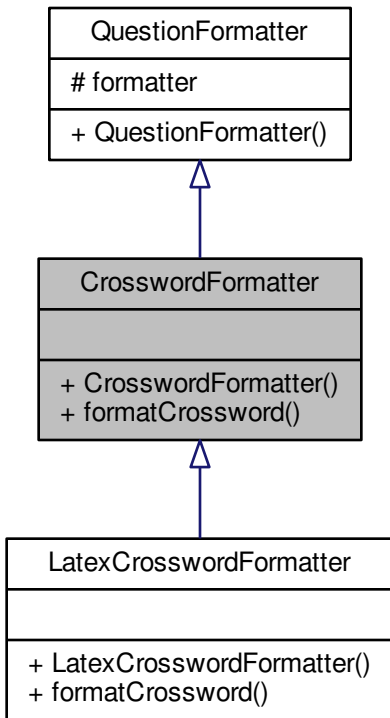 QuestionFormatter
# formatter
+ QuestionFormatter()
CrosswordFormatter
+ CrosswordFormatter()
+ formatCrossword()
LatexCrosswordFormatter
+ LatexCrosswordFormatter()
+ formatCrossword()